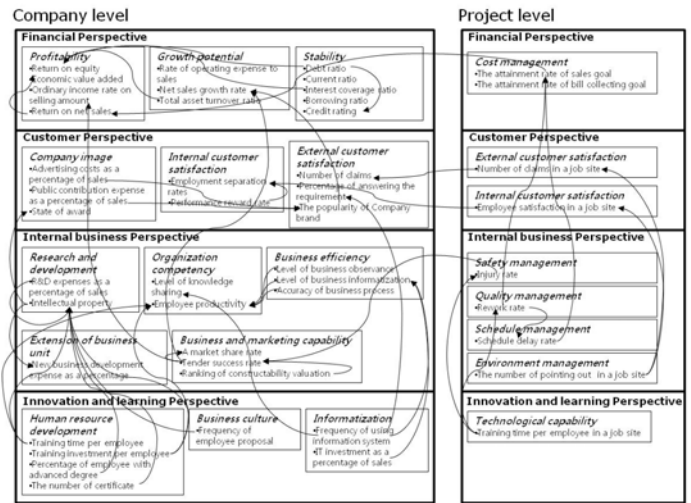 Company level
Financial Perspective
Profitability
•Return on equity
•Economic value added
•Ordinary income rate on
selling amount
•Return on net sales
Growth potential
•Rate of operating expense to
sales
•Net sales growth rate
•Total asset turnover ratio
Stability
•Debt ratio
•Current ratio
•Interest coverage ratio
•Borrowing ratio
•Credit rating
Customer Perspective
Company image
•Advertising costs as a
percentage of sales
•Public contribution expense
as a percentage of sales
•State of award
Internal customer
satisfaction
•Employment separation
rates
•Performance reward rate
External customer
satisfaction
•Number of claims
•Percentage of answering the
requirement
•The popularity of Company
brand
Internal business Perspective
Research and
development
•R&D expenses as a
percentage of sales
•Intellectual property
Organization
competency
•Level of knowledge
sharing
•Employee productivity
Business efficiency
•Level of business observance
•Level of business informatization
•Accuracy of business process
Extension of business
unit
•New business development
expense as a percentage
Business and marketing capability
•A market share rate
•Tender success rate
•Ranking of constructability valuation
Innovation and learning Perspective
Human resource
development
•Training time per employee
•Training investment per employee
•Percentage of employee with
advanced degree
•The number of certificate
Business culture
•Frequency of
employee proposal
Informatization
•Frequency of using
information system
•IT investment as a
percentage of sales
Project level
Financial Perspective
Cost management
•The attainment rate of sales goal
•The attainment rate of bill collecting goal
Customer Perspective
External customer satisfaction
•Number of claims in a job site
Internal customer satisfaction
•Employee satisfaction in a job site
Internal business Perspective
Safety management
•Injury rate
Quality management
•Rework rate
Schedule management
•Schedule delay rate
Environment management
•The number of pointing out in a job site
Innovation and learning Perspective
Technological capability
•Training time per employee in a job site